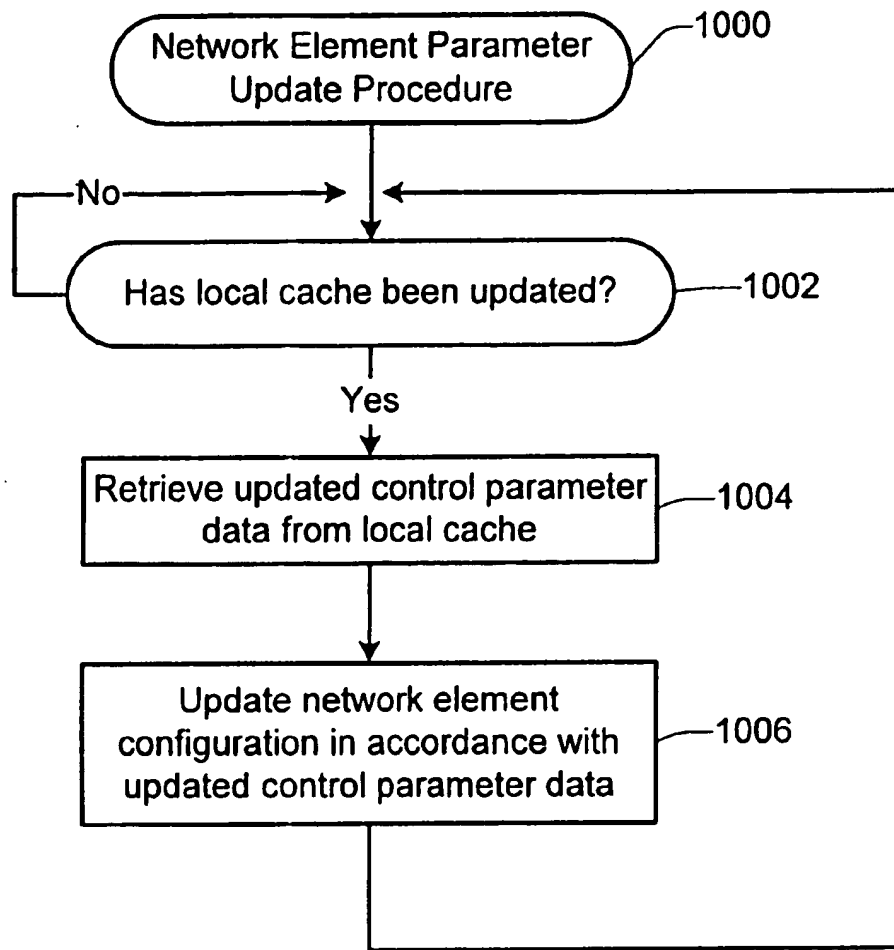 Network Element Parameter
Update Procedure
1000
No
Has local cache been updated?
1002
Yes
Retrieve updated control parameter
data from local cache
1004
Update network element
configuration in accordance with
updated control parameter data
1006